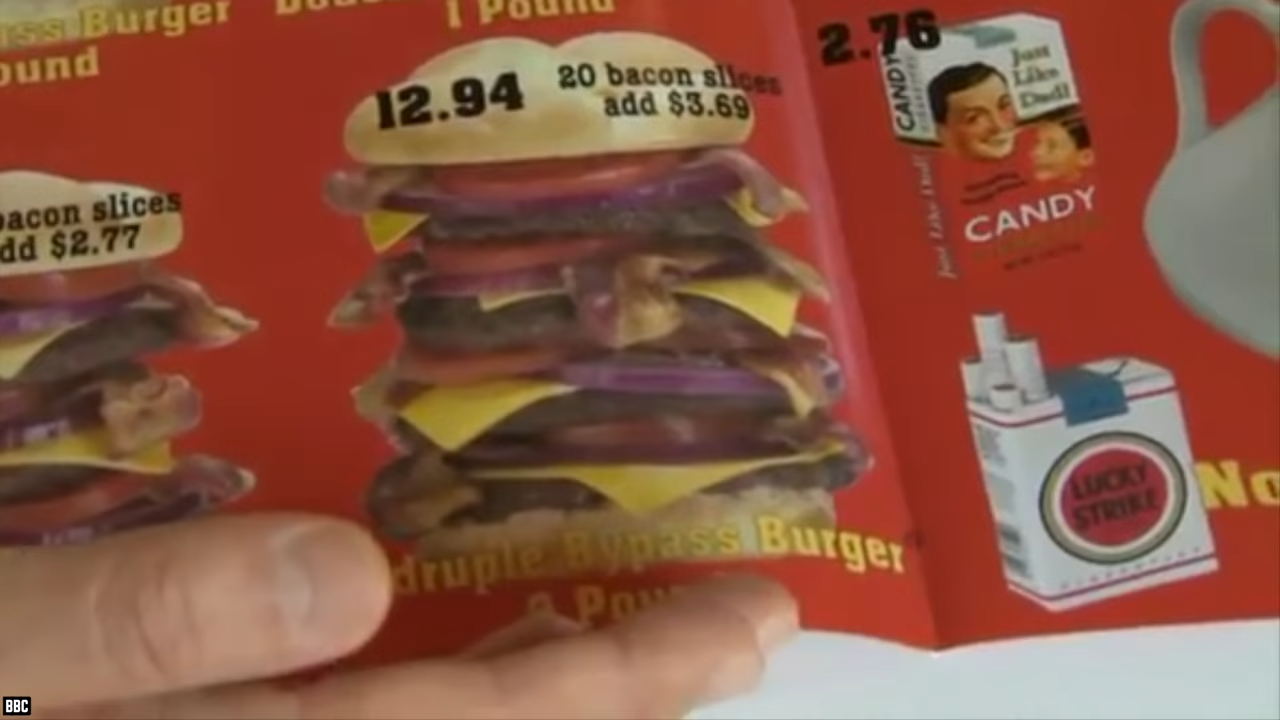 ss Burger
ound
1 Pound
12.94
20 bacon slices
add $3.69
bacon slices
dd $2.77
druple Bypass Burger
2.76
CANDY
Just
Like
Dad!
Just Like Dad!
CANDY
LUCKY
STRIKE
No
BBC